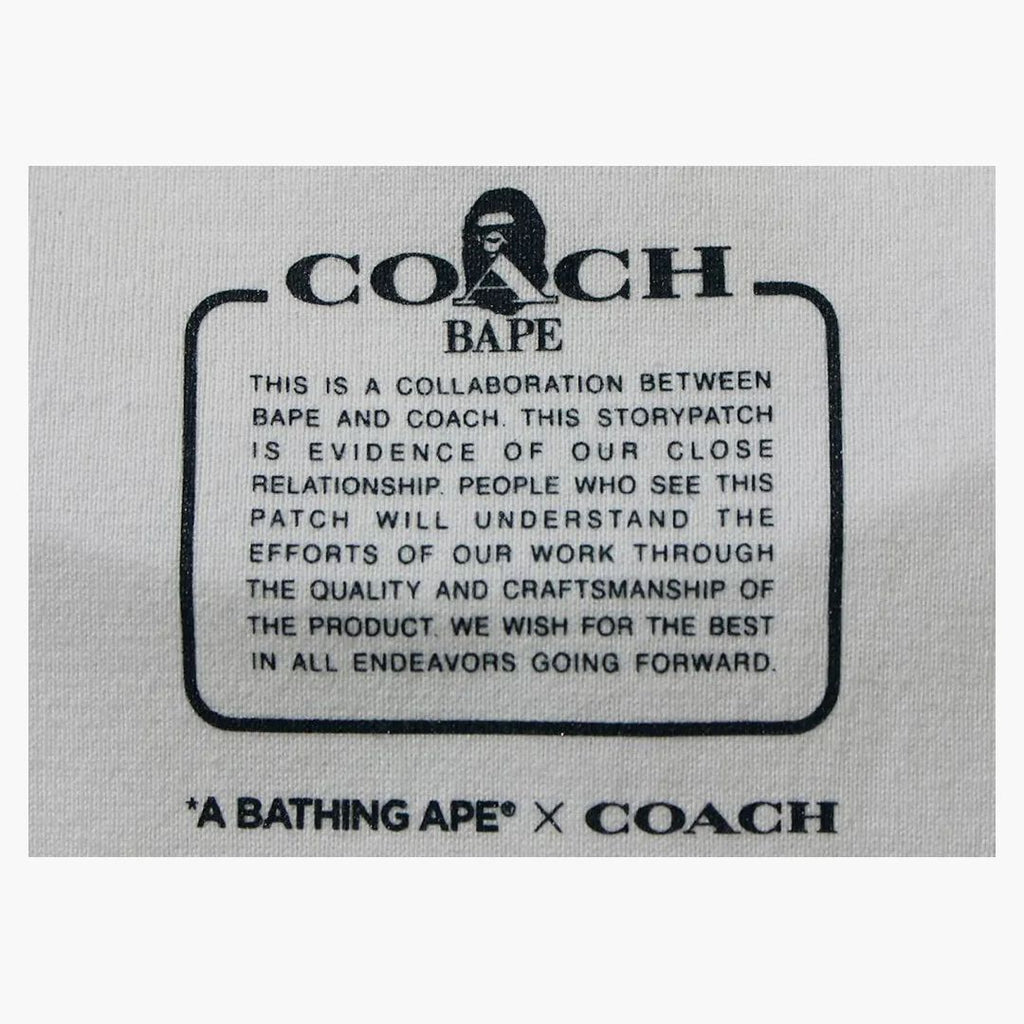 COACH
BAPE
THIS IS A COLLABORATION BETWEEN
BAPE AND COACH. THIS STORYPATCH
IS EVIDENCE OF OUR CLOSE
RELATIONSHIP. PEOPLE WHO SEE THIS
PATCH WILL UNDERSTAND THE
EFFORTS OF OUR WORK THROUGH
THE QUALITY AND CRAFTSMANSHIP OF
THE PRODUCT. WE WISH FOR THE BEST
IN ALL ENDEAVORS GOING FORWARD.
*A BATHING APE® X COACH